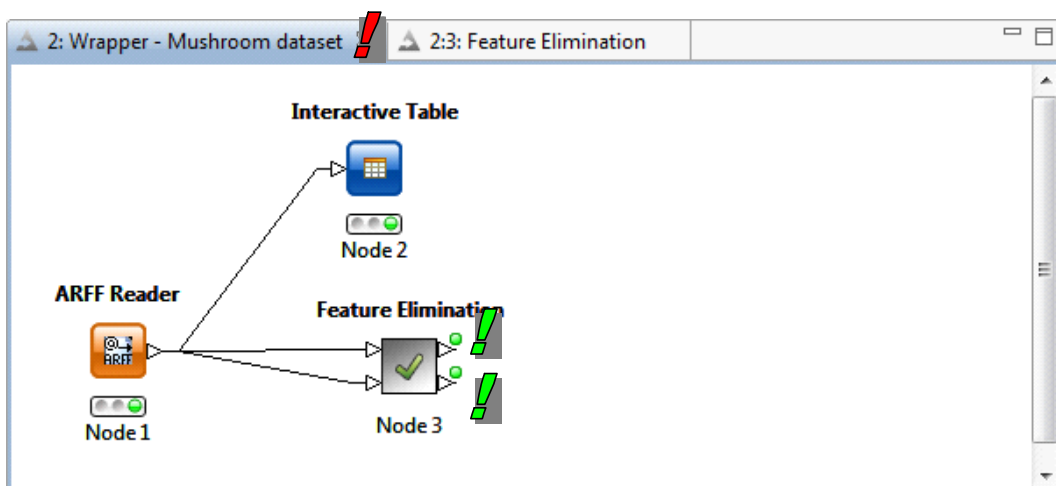 2: Wrapper - Mushroom dataset
2:3: Feature Elimination
Interactive Table
Node 2
ARFF Reader
Feature Elimination
ARFF
Node 1
Node 3